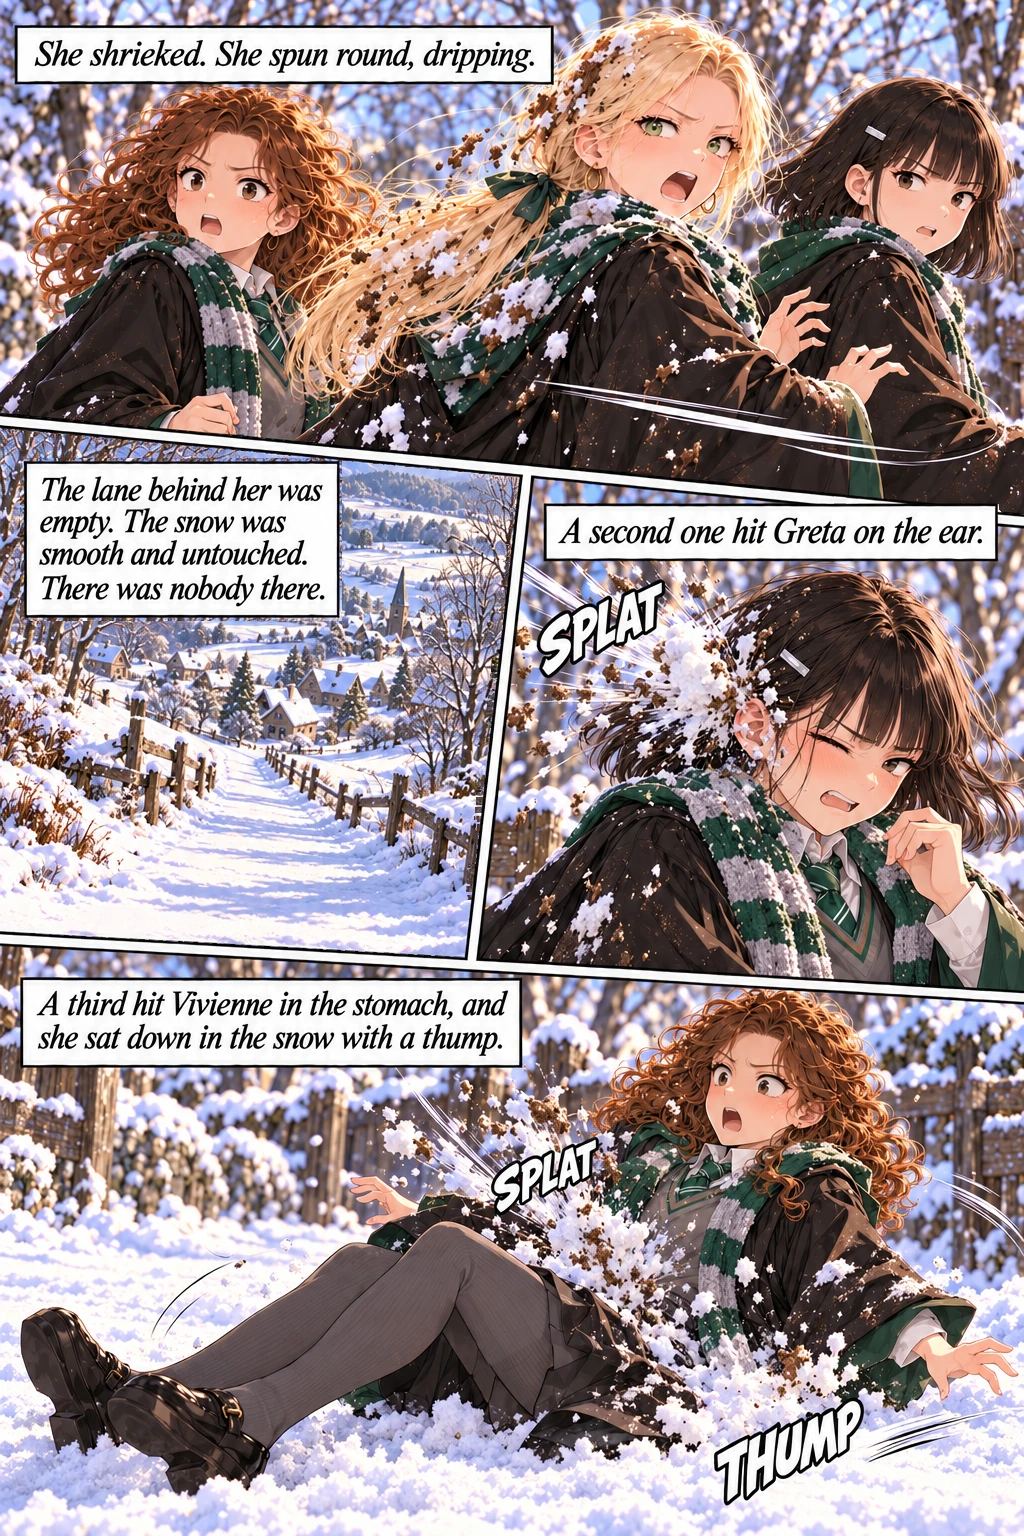 She shrieked. She spun round, dripping.
The lane behind her was
empty. The snow was
smooth and untouched.
There was nobody there.
A second one hit Greta on the ear.
SPLAT
A third hit Vivienne in the stomach, and
she sat down in the snow with a thump.
SPLAT
THUMP